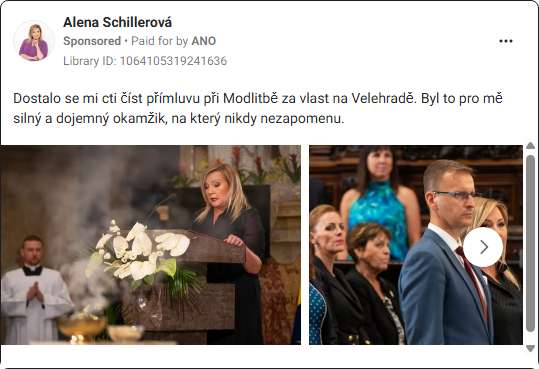 Alena Schillerová
Sponsored • Paid for by ANO
Library ID: 1064105319241636
Dostalo se mi cti číst přímluvu při Modlitbě za vlast na Velehradě. Byl to pro mě
silný a dojemný okamžik, na který nikdy nezapomenu.